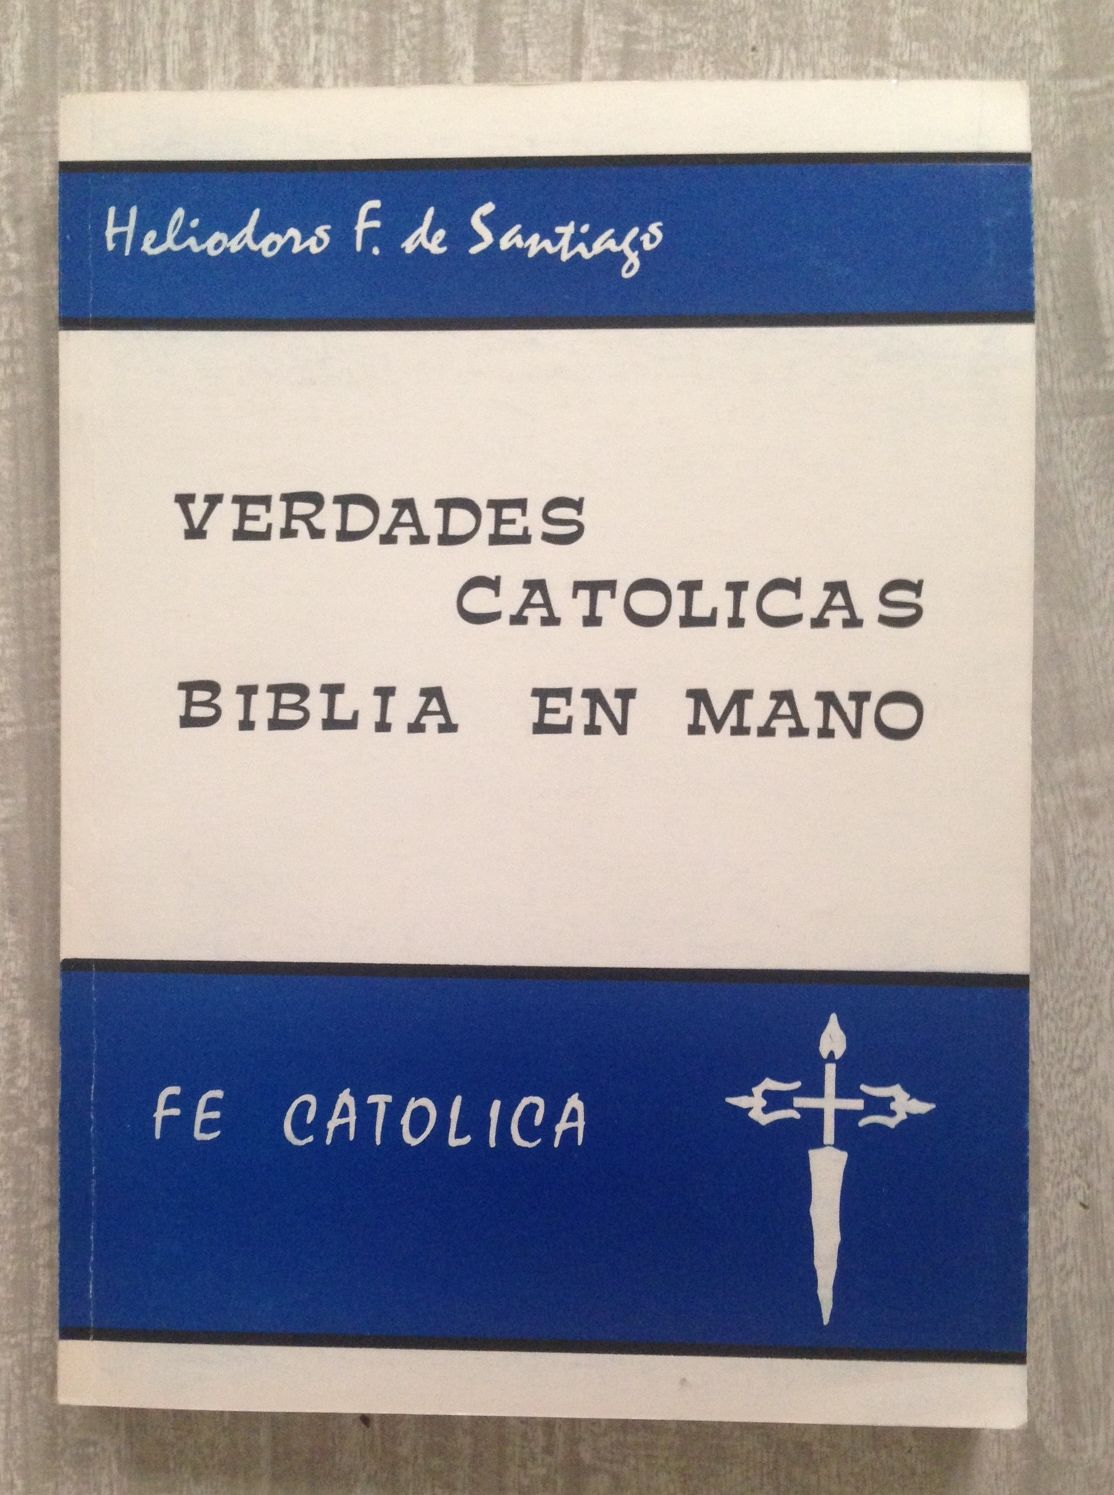 Heliodoro F. de Santiago
VERDADES
CATOLICAS
BIBLIA EN MANO
FE CATOLICA